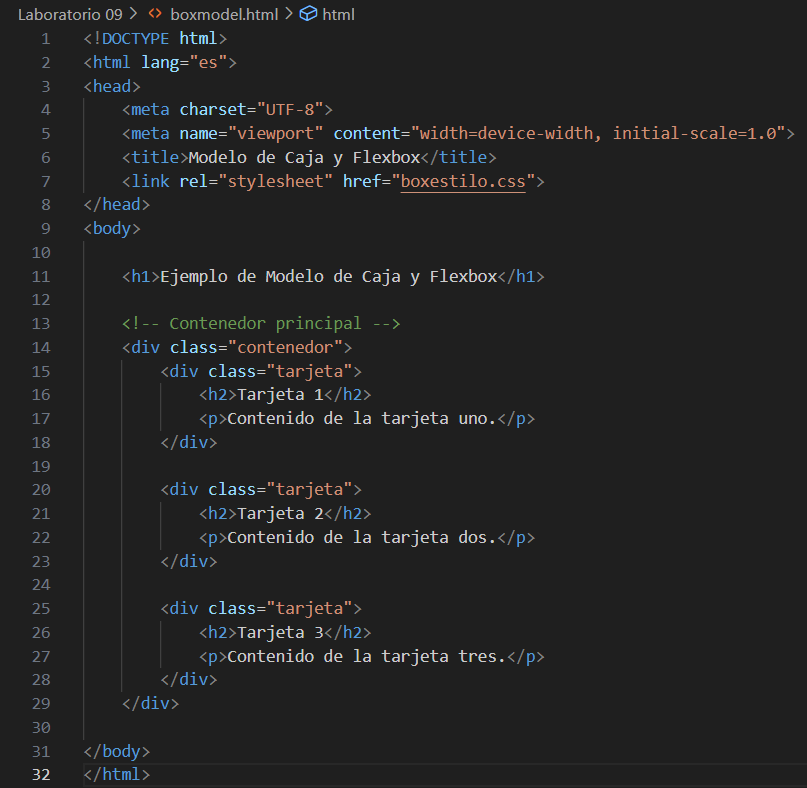 Laboratorio 09 > <> boxmodel.html > html
1 <!DOCTYPE html>
2 <html lang="es">
3 <head>
4 <meta charset="UTF-8">
5 <meta name="viewport" content="width=device-width, initial-scale=1.0">
6 <title>Modelo de Caja y Flexbox</title>
7 <link rel="stylesheet" href="boxestilo.css">
8 </head>
9 <body>
10
11 <h1>Ejemplo de Modelo de Caja y Flexbox</h1>
12
13 <!-- Contenedor principal -->
14 <div class="contenedor">
15 <div class="tarjeta">
16 <h2>Tarjeta 1</h2>
17 <p>Contenido de la tarjeta uno.</p>
18 </div>
19
20 <div class="tarjeta">
21 <h2>Tarjeta 2</h2>
22 <p>Contenido de la tarjeta dos.</p>
23 </div>
24
25 <div class="tarjeta">
26 <h2>Tarjeta 3</h2>
27 <p>Contenido de la tarjeta tres.</p>
28 </div>
29 </div>
30
31 </body>
32 </html>